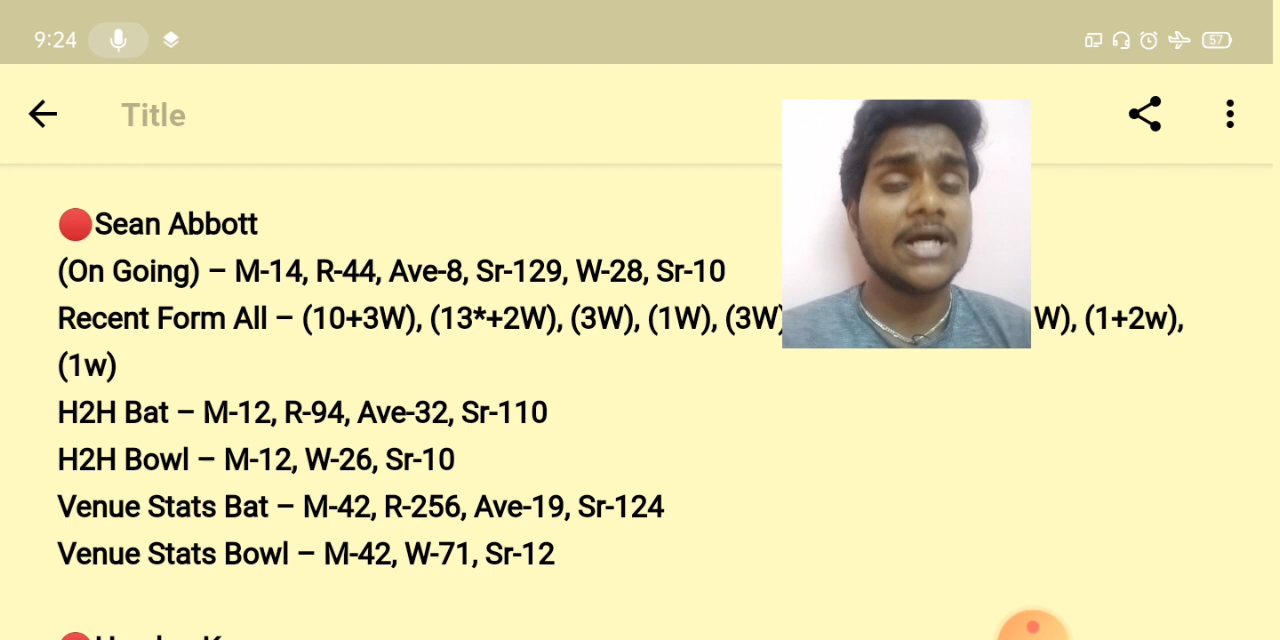 9:24
57
Title
Sean Abbott
(On Going) – M-14, R-44, Ave-8, Sr-129, W-28, Sr-10
Recent Form All – (10+3W), (13*+2W), (3W), (1W), (3W) W), (1+2w),
(1w)
H2H Bat – M-12, R-94, Ave-32, Sr-110
H2H Bowl – M-12, W-26, Sr-10
Venue Stats Bat – M-42, R-256, Ave-19, Sr-124
Venue Stats Bowl – M-42, W-71, Sr-12